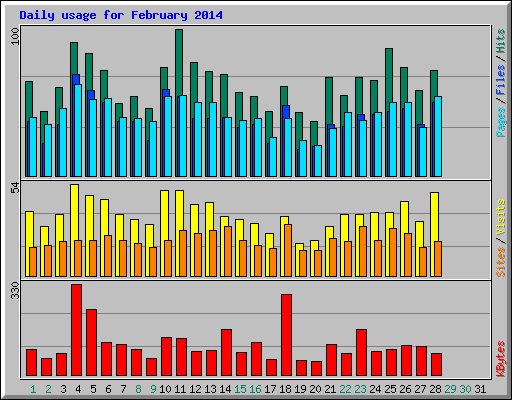 Daily usage for February 2014
100
54
330
Pages / Files / Hits
Sites / Visits
KBytes
1 2 3 4 5 6 7 8 9 10 11 12 13 14 15 16 17 18 19 20 21 22 23 24 25 26 27 28 29 30 31